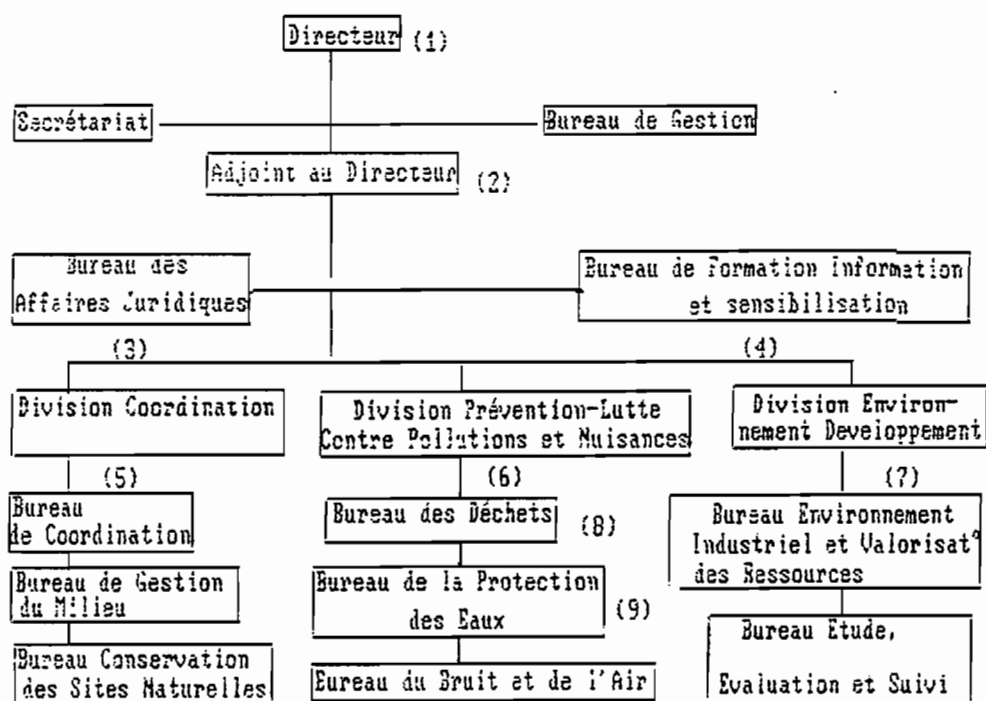 Directeur (1)
Secrétariat
Bureau de Gestion
Adjoint au Directeur (2)
Bureau des
Affaires Juridiques
Bureau de Formation Information
et sensibilisation
(3)
(4)
Division Coordination
Division Prévention-Lutte
Contre Pollutions et Nuisances
Division Environ-
nement Developpement
(5)
(6)
(7)
Bureau
de Coordination
Bureau des Déchets (8)
Bureau Environnement
Industriel et Valorisat°
des Ressources
Bureau de Gestion
du Milieu
Bureau de la Protection
des Eaux
(9)
Bureau Etude,
Evaluation et Suivi
Bureau Conservation
des Sites Naturelles
Bureau du Bruit et de l'Air